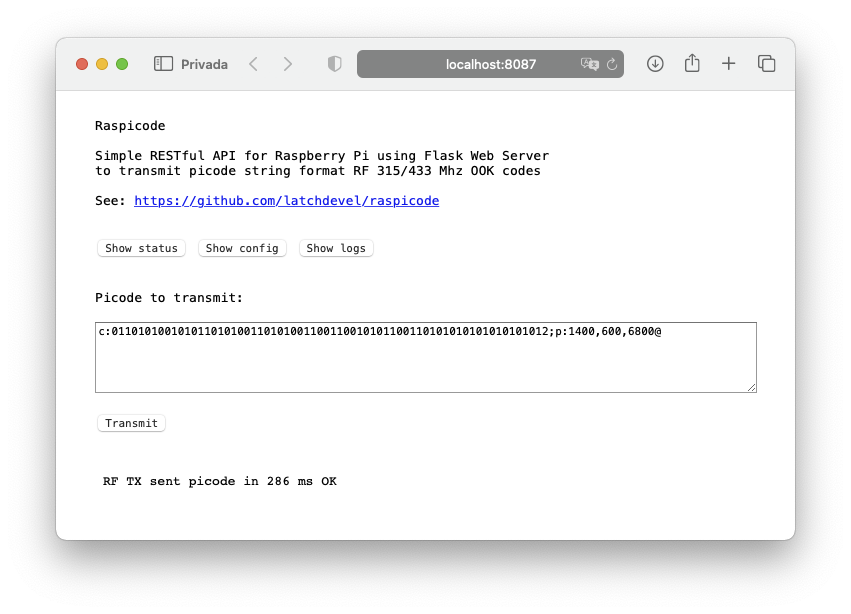 Privada
localhost:8087
Raspicode
Simple RESTful API for Raspberry Pi using Flask Web Server
to transmit picode string format RF 315/433 Mhz OOK codes
See: https://github.com/latchdevel/raspicode
Show status Show config Show logs
Picode to transmit:
c:011010100101011010100110101001100110010101100110101010101010101012;p:1400,600,6800@
Transmit
RF TX sent picode in 286 ms OK